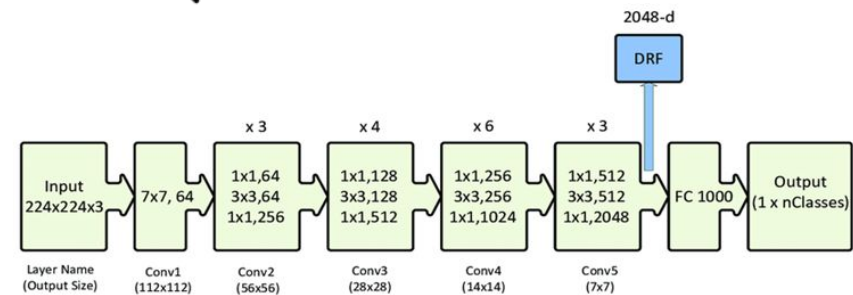 2048-d
DRF
x 3
x 4
x 6
x 3
Input
224x224x3
7x7, 64
1x1,64
3x3,64
1x1,256
1x1,128
3x3,128
1x1,512
1x1,256
3x3,256
1x1,1024
1x1,512
3x3,512
1x1,2048
FC 1000
Output
(1 x nClasses)
Layer Name
(Output Size)
Conv1
(112x112)
Conv2
(56x56)
Conv3
(28x28)
Conv4
(14x14)
Conv5
(7x7)